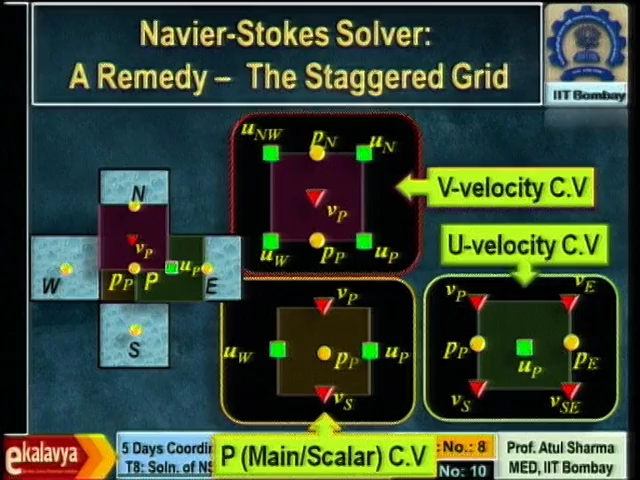 Navier-Stokes Solver:
A Remedy – The Staggered Grid
IIT Bombay
u_NW p_N u_N
v_P
u_W p_P u_P
V-velocity C.V
U-velocity C.V
N
v_P
W p_P P u_P E
S
v_P
u_W p_P u_P
v_S
v_P v_E
p_P u_P p_E
v_S v_SE
ekalavya
5 Days Coordin
T8: Soln. of NS
P (Main/Scalar) C.V
No.: 8
No: 10
Prof. Atul Sharma
MED, IIT Bombay